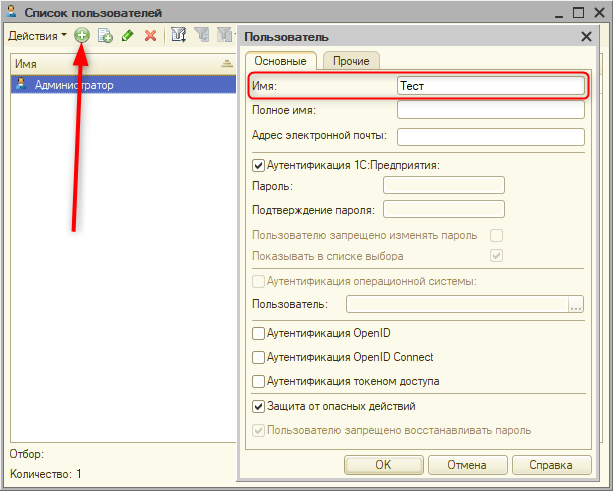 Список пользователей
Действия
Имя
Администратор
Отбор:
Количество: 1
Пользователь
Основные
Прочие
Имя: Тест
Полное имя:
Адрес электронной почты:
Аутентификация 1С:Предприятия:
Пароль:
Подтверждение пароля:
Пользователю запрещено изменять пароль
Показывать в списке выбора
Аутентификация операционной системы:
Пользователь: ...
Аутентификация OpenID
Аутентификация OpenID Connect
Аутентификация токеном доступа
Защита от опасных действий
Пользователю запрещено восстанавливать пароль
OK Отмена Справка